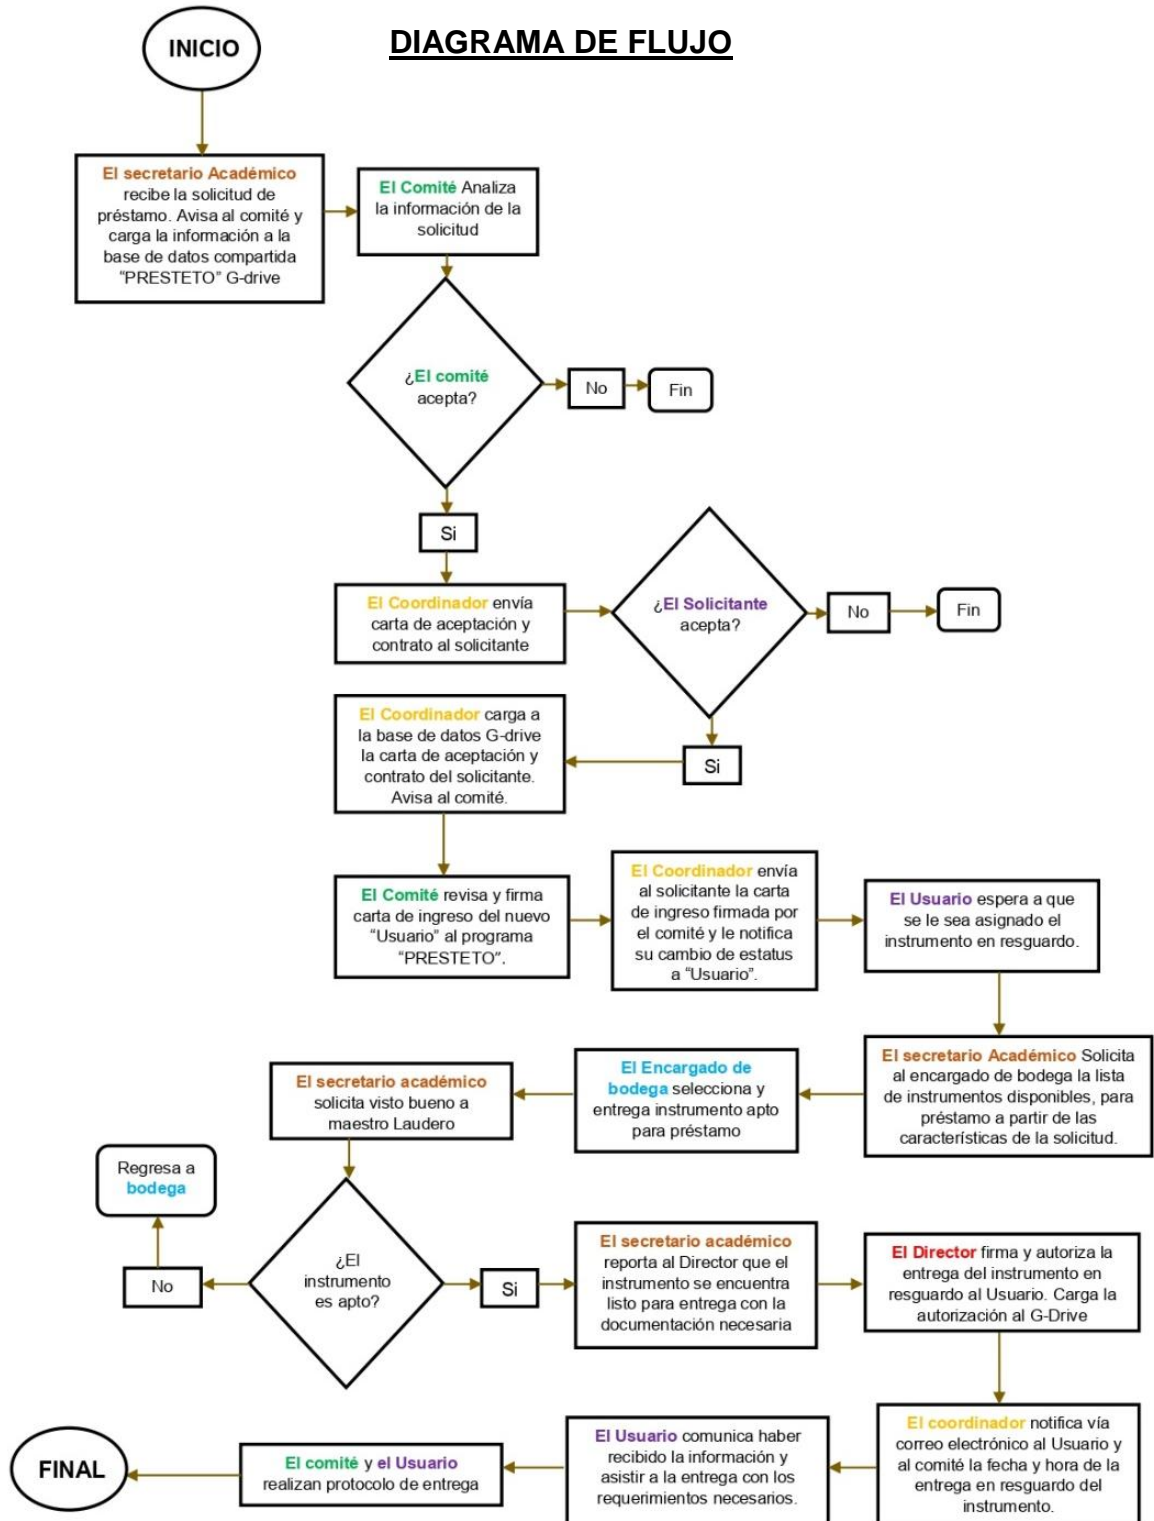 DIAGRAMA DE FLUJO
INICIO
El secretario Académico
recibe la solicitud de
préstamo. Avisa al comité y
carga la información a la
base de datos compartida
“PRESTETO” G-drive
El Comité Analiza
la información de la
solicitud
¿El comité
acepta?
No
Fin
Si
El Coordinador envía
carta de aceptación y
contrato al solicitante
¿El Solicitante
acepta?
No
Fin
Si
El Coordinador carga a
la base de datos G-drive
la carta de aceptación y
contrato del solicitante.
Avisa al comité.
El Comité revisa y firma
carta de ingreso del nuevo
“Usuario” al programa
“PRESTETO”.
El Coordinador envía
al solicitante la carta
de ingreso firmada por
el comité y le notifica
su cambio de estatus
a “Usuario”.
El Usuario espera a que
se le sea asignado el
instrumento en resguardo.
El secretario Académico Solicita
al encargado de bodega la lista
de instrumentos disponibles, para
préstamo a partir de las
características de la solicitud.
El Encargado de
bodega selecciona y
entrega instrumento apto
para préstamo
El secretario académico
solicita visto bueno a
maestro Laudero
¿El
instrumento
es apto?
No
Regresa a
bodega
Si
El secretario académico
reporta al Director que el
instrumento se encuentra
listo para entrega con la
documentación necesaria
El Director firma y autoriza la
entrega del instrumento en
resguardo al Usuario. Carga la
autorización al G-Drive
El coordinador notifica vía
correo electrónico al Usuario y
al comité la fecha y hora de la
entrega en resguardo del
instrumento.
El Usuario comunica haber
recibido la información y
asistir a la entrega con los
requerimientos necesarios.
El comité y el Usuario
realizan protocolo de entrega
FINAL